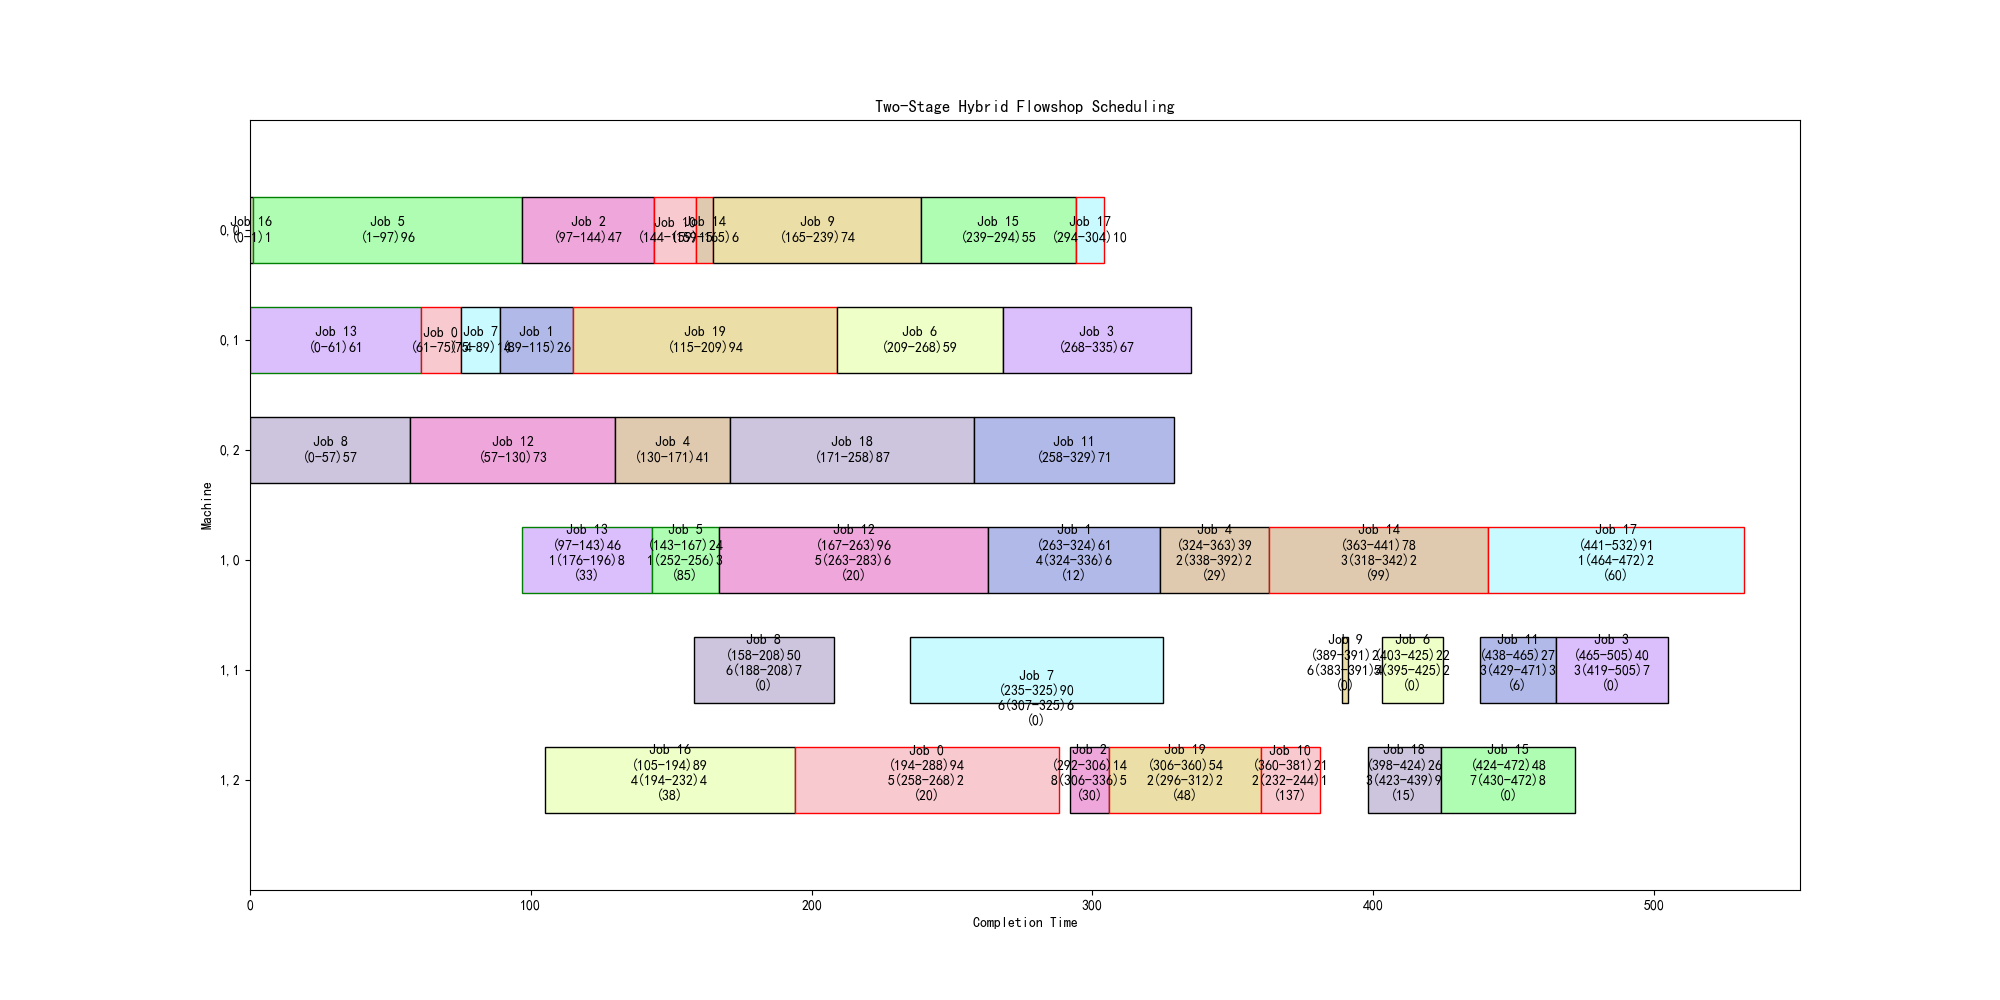 Two-Stage Hybrid Flowshop Scheduling
0,0
Job 16
(0-1)1
Job 5
(1-97)96
Job 2
(97-144)47
Job 10
(144-159)15
Job 14
(159-165)6
Job 9
(165-239)74
Job 15
(239-294)55
Job 17
(294-304)10
0,1
Job 13
(0-61)61
Job 0
(61-75)14
Job 7
(75-89)14
Job 1
(89-115)26
Job 19
(115-209)94
Job 6
(209-268)59
Job 3
(268-335)67
0,2
Job 8
(0-57)57
Job 12
(57-130)73
Job 4
(130-171)41
Job 18
(171-258)87
Job 11
(258-329)71
Machine
1,0
Job 13
(97-143)46
1(176-196)8
(33)
Job 5
(143-167)24
1(252-256)3
(85)
Job 12
(167-263)96
5(263-283)6
(20)
Job 1
(263-324)61
4(324-336)6
(12)
Job 4
(324-363)39
2(338-392)2
(29)
Job 14
(363-441)78
3(318-342)2
(99)
Job 17
(441-532)91
1(464-472)2
(60)
1,1
Job 8
(158-208)50
6(188-208)7
(0)
Job 7
(235-325)90
6(307-325)6
(0)
Job 9
(389-391)2
6(383-391)
(0)
Job 6
(403-425)22
(395-425)2
(0)
Job 11
(438-465)27
3(429-471)3
(6)
Job 3
(465-505)40
3(419-505)7
(0)
1,2
Job 16
(105-194)89
4(194-232)4
(38)
Job 0
(194-288)94
5(258-268)2
(20)
Job 2
(292-306)14
8(306-336)5
(30)
Job 19
(306-360)54
2(296-312)2
(48)
Job 10
(360-381)21
2(232-244)1
(137)
Job 18
(398-424)26
3(423-439)9
(15)
Job 15
(424-472)48
7(430-472)8
(0)
0
100
200
300
400
500
Completion Time